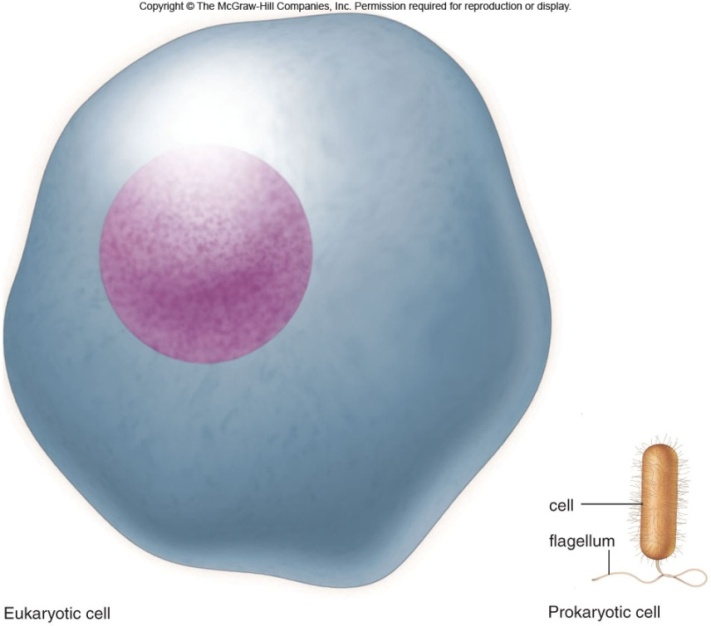 Copyright © The McGraw-Hill Companies, Inc. Permission required for reproduction or display.
cell
flagellum
Eukaryotic cell
Prokaryotic cell